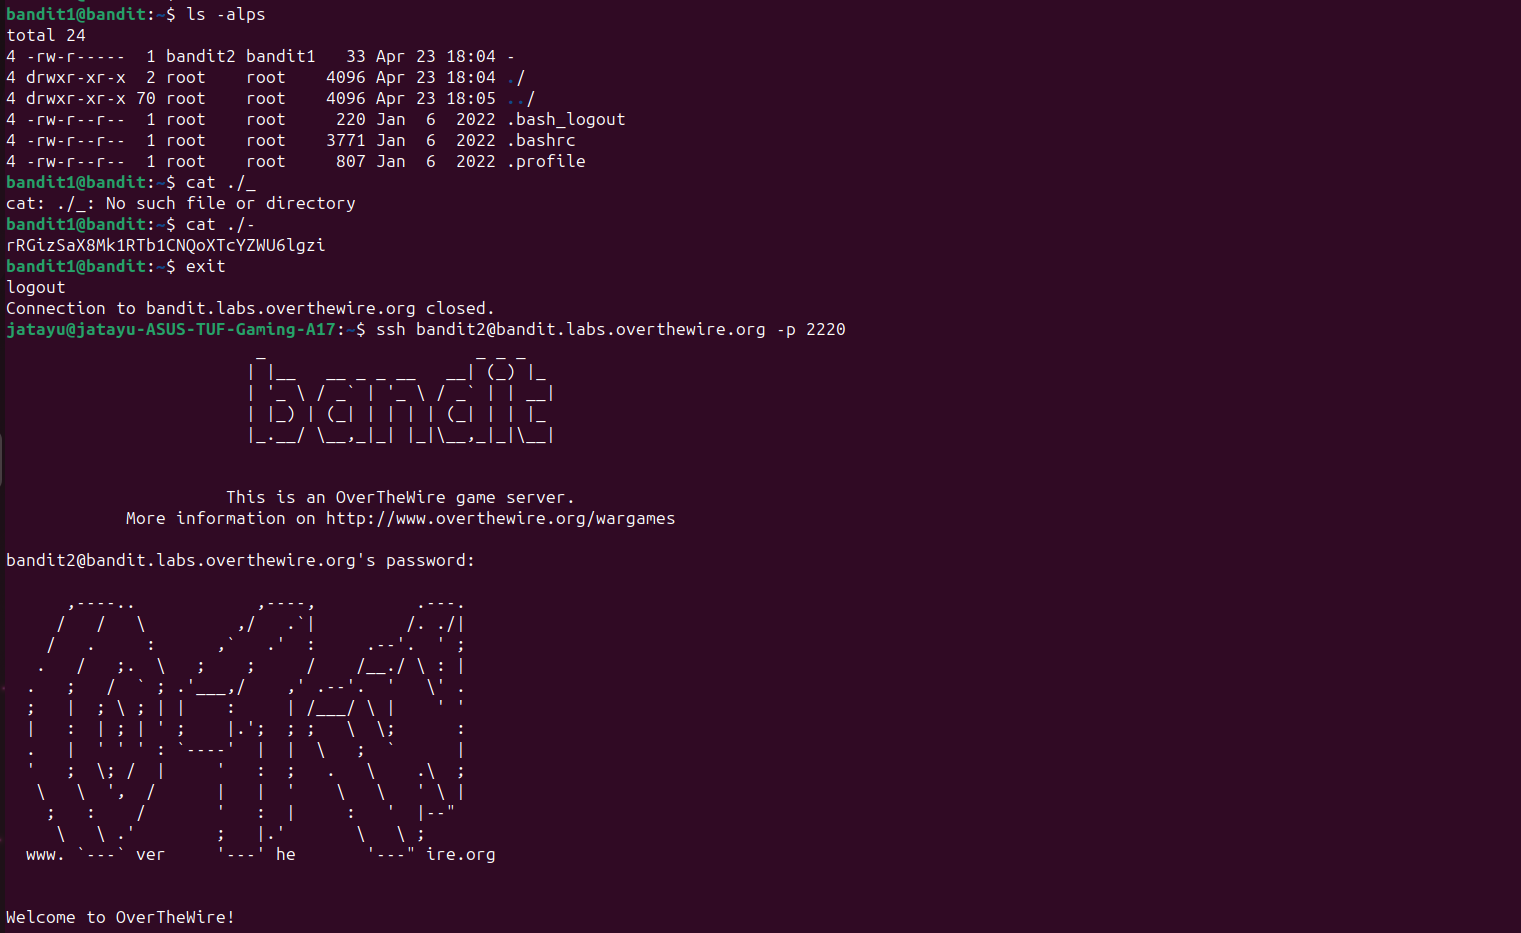 bandit1@bandit:~$ ls -alps
total 24
4 -rw-r-----  1 bandit2 bandit1   33 Apr 23 18:04 -
4 drwxr-xr-x  2 root    root    4096 Apr 23 18:04 ./
4 drwxr-xr-x 70 root    root    4096 Apr 23 18:05 ../
4 -rw-r--r--  1 root    root     220 Jan  6  2022 .bash_logout
4 -rw-r--r--  1 root    root    3771 Jan  6  2022 .bashrc
4 -rw-r--r--  1 root    root     807 Jan  6  2022 .profile
bandit1@bandit:~$ cat ./_
cat: ./_: No such file or directory
bandit1@bandit:~$ cat ./-
rRGizSaX8Mk1RTb1CNQoXTcYZWU6lgzi
bandit1@bandit:~$ exit
logout
Connection to bandit.labs.overthewire.org closed.
jatayu@jatayu-ASUS-TUF-Gaming-A17:~$ ssh bandit2@bandit.labs.overthewire.org -p 2220
bandit
This is an OverTheWire game server.
More information on http://www.overthewire.org/wargames
bandit2@bandit.labs.overthewire.org's password:
www. `---` ver     '---' he       '---" ire.org
Welcome to OverTheWire!